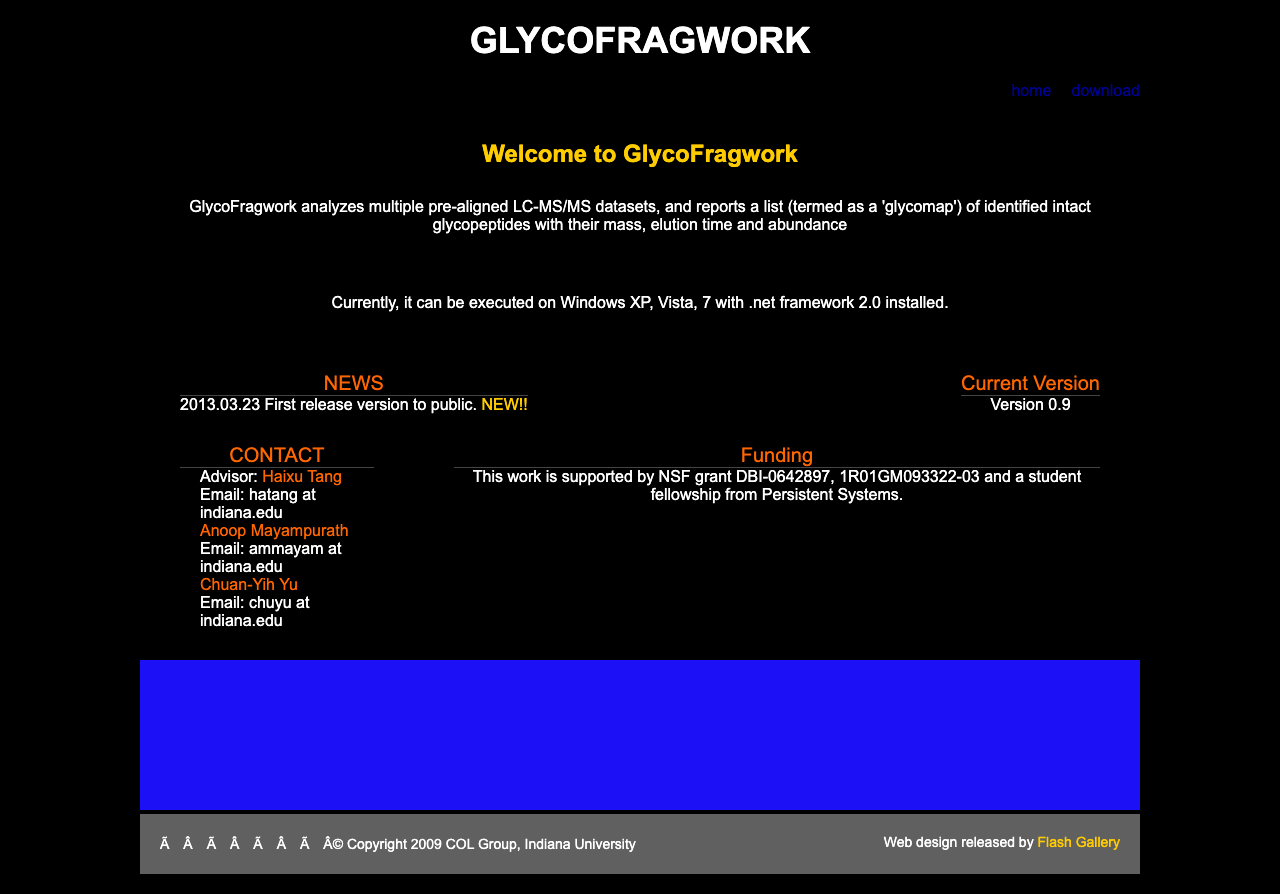 GLYCOFRAGWORK
home download
Welcome to GlycoFragwork
GlycoFragwork analyzes multiple pre-aligned LC-MS/MS datasets, and reports a list (termed as a 'glycomap') of identified intact
glycopeptides with their mass, elution time and abundance
Currently, it can be executed on Windows XP, Vista, 7 with .net framework 2.0 installed.
NEWS
2013.03.23 First release version to public. NEW!!
Current Version
Version 0.9
CONTACT
Advisor: Haixu Tang
Email: hatang at
indiana.edu
Anoop Mayampurath
Email: ammayam at
indiana.edu
Chuan-Yih Yu
Email: chuyu at
indiana.edu
Funding
This work is supported by NSF grant DBI-0642897, 1R01GM093322-03 and a student
fellowship from Persistent Systems.
Ã Â Ã Â Ã Â Ã Â© Copyright 2009 COL Group, Indiana University
Web design released by Flash Gallery